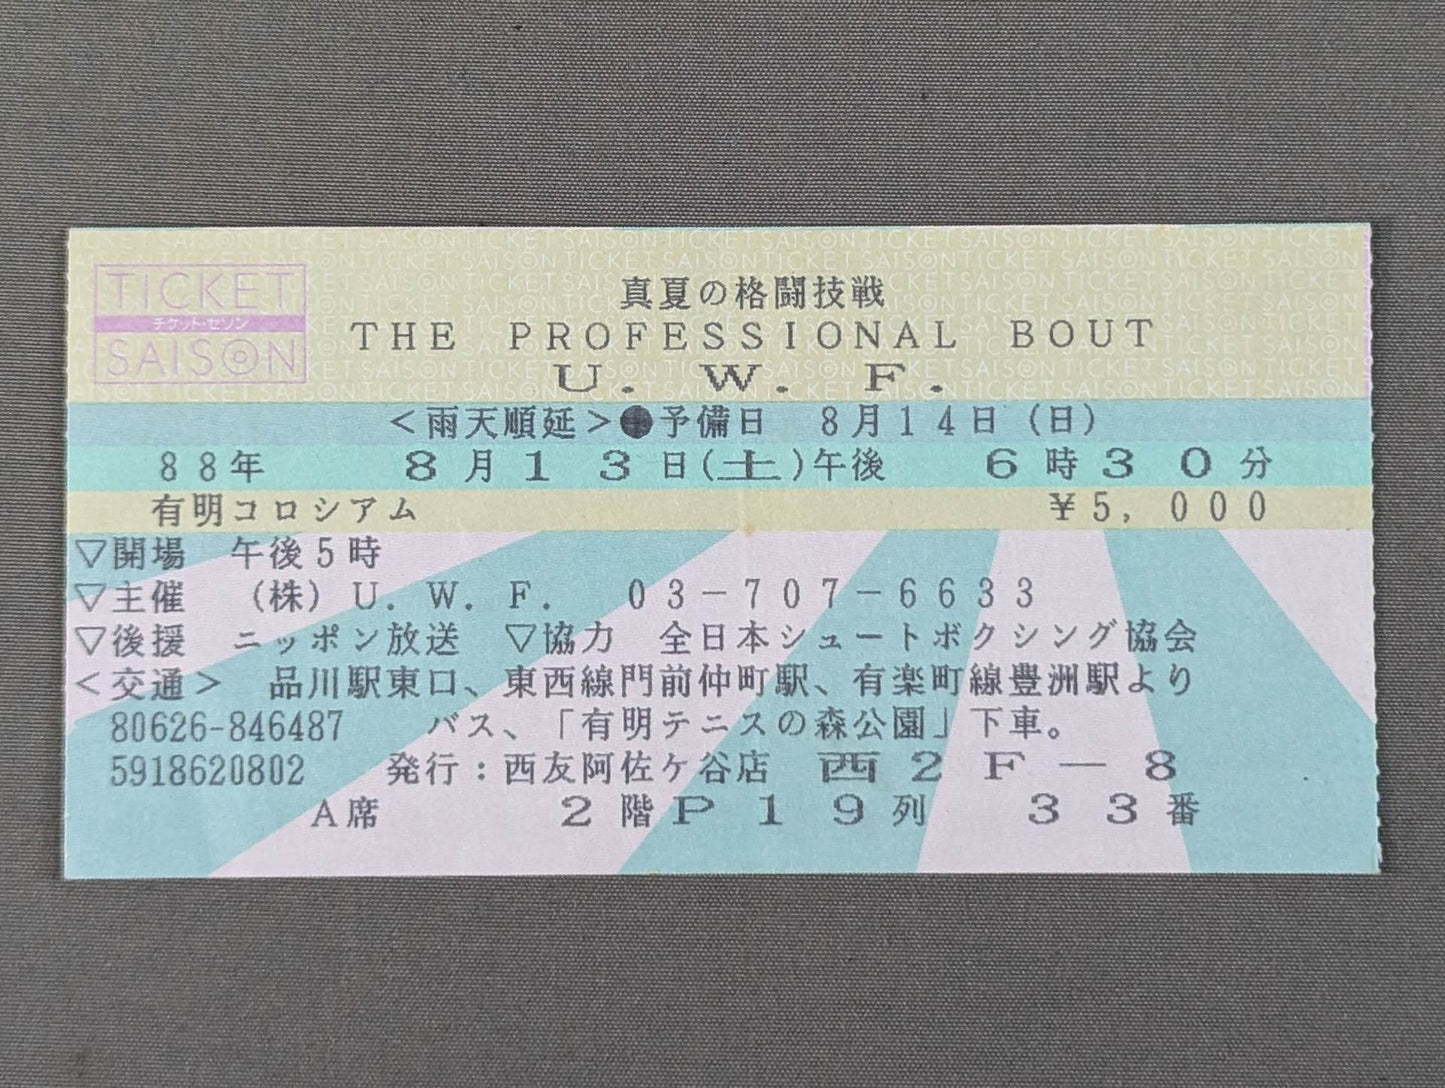 TICKET
チケット・セゾン
SAISON
真夏の格闘技戦
THE PROFESSIONAL BOUT
U. W. F.
<雨天順延>●予備日 8月14日(日)
88年 8月13日(土)午後 6時30分
有明コロシアム ¥5,000
▽開場 午後5時
▽主催 (株)U. W. F. 03-707-6633
▽後援 ニッポン放送 ▽協力 全日本シュートボクシング協会
<交通> 品川駅東口、東西線門前仲町駅、有楽町線豊洲駅より
80626-846487 バス、「有明テニスの森公園」下車。
5918620802 発行:西友阿佐ケ谷店 西2F-8
A席 2階P19列 33番